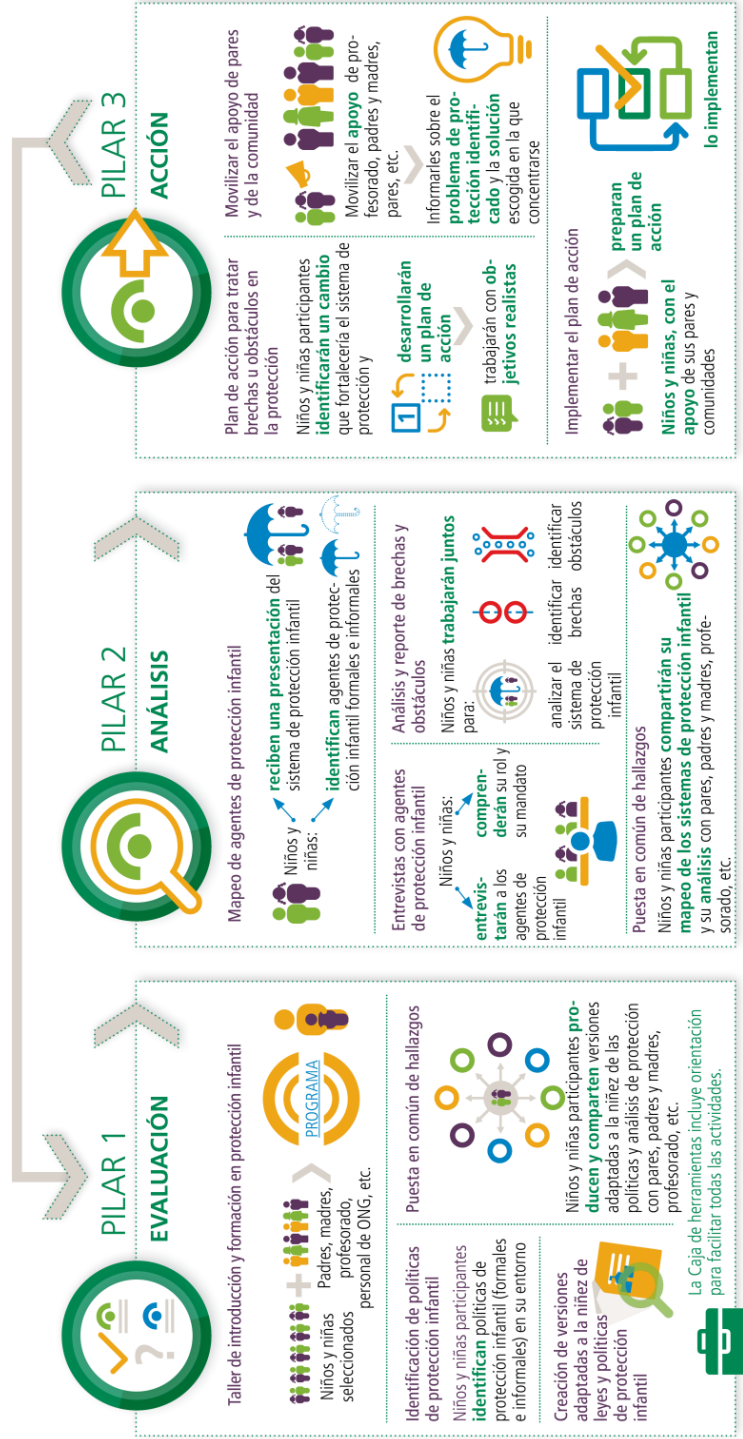 PILAR 1
EVALUACIÓN
Taller de introducción y formación en protección infantil
Niños y niñas
seleccionados
Padres, madres,
profesorado,
personal de ONG, etc.
PROGRAMA
Identificación de políticas
de protección infantil
Niños y niñas participantes
identifican políticas de
protección infantil (formales
e informales) en su entorno
Creación de versiones
adaptadas a la niñez de
leyes y políticas
de protección
infantil
Puesta en común de hallazgos
Niños y niñas participantes pro-
ducen y comparten versiones
adaptadas a la niñez de las
políticas y análisis de protección
con pares, padres y madres,
profesorado, etc.
La Caja de herramientas incluye orientación
para facilitar todas las actividades.
PILAR 2
ANÁLISIS
Mapeo de agentes de protección infantil
Niños y
niñas:
reciben una presentación del
sistema de protección infantil
identifican agentes de protec-
ción infantil formales e informales
Entrevistas con agentes
de protección infantil
Niños y niñas:
entrevis-
tarán a los
agentes de
protección
infantil
compren-
derán su rol y
su mandato
Análisis y reporte de brechas y
obstáculos
Niños y niñas trabajarán juntos
para:
analizar el
sistema de
protección
infantil
identificar
brechas
identificar
obstáculos
Puesta en común de hallazgos
Niños y niñas participantes compartirán su
mapeo de los sistemas de protección infantil
y su análisis con pares, padres y madres, profe-
sorado, etc.
PILAR 3
ACCIÓN
Plan de acción para tratar
brechas u obstáculos en
la protección
Niños y niñas participantes
identificarán un cambio
que fortalecería el sistema de
protección y
1
desarrollarán
un plan de
acción
trabajarán con ob-
jetivos realistas
Movilizar el apoyo de pares
y de la comunidad
Movilizar el apoyo de pro-
fesorado, padres y madres,
pares, etc.
Informarles sobre el
problema de pro-
tección identifi-
cado y la solución
escogida en la que
concentrarse
Implementar el plan de acción
Niños y niñas, con el
apoyo de sus pares y
comunidades
preparan
un plan de
acción
lo implementan